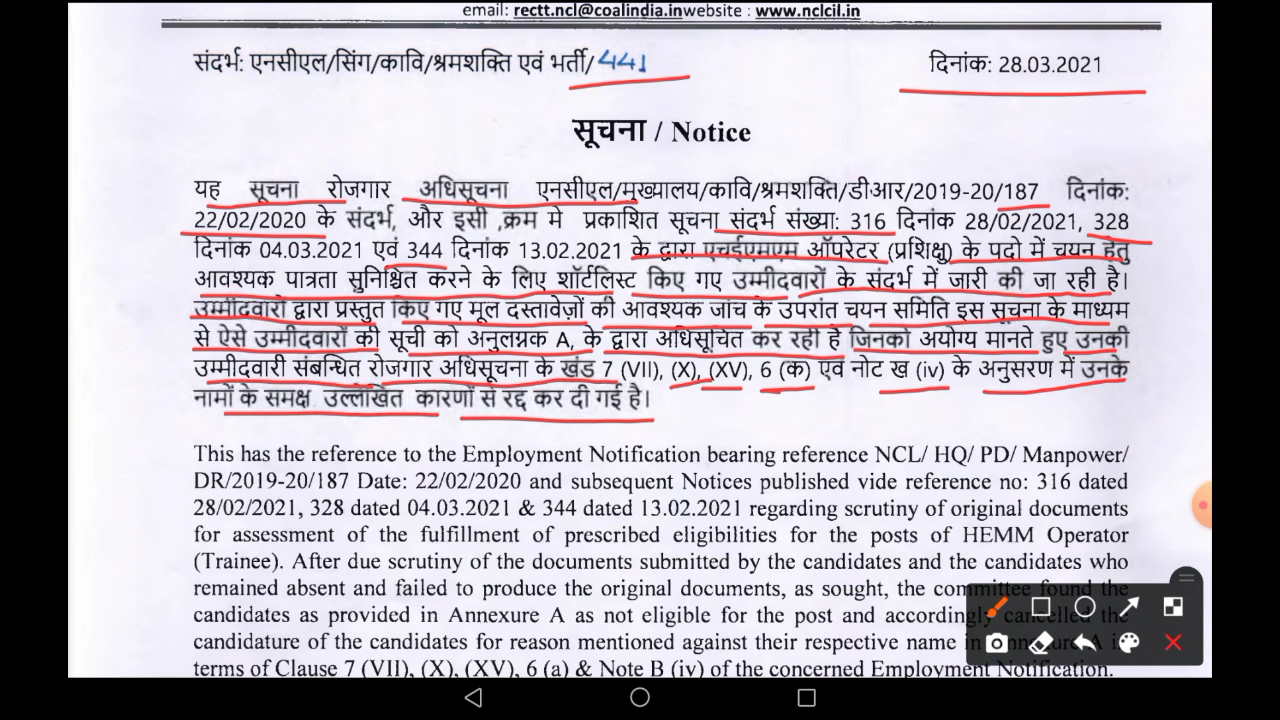 email: rectt.ncl@coalindia.inwebsite : www.nclcil.in
संदर्भ: एनसीएल/सिंग/कावि/श्रमशक्ति एवं भर्ती/441
दिनांक: 28.03.2021
सूचना / Notice
यह सूचना रोजगार अधिसूचना एनसीएल/मुख्यालय/कावि/श्रमशक्ति/डीआर/2019-20/187 दिनांक:
22/02/2020 के संदर्भ, और इसी ,क्रम मे प्रकाशित सूचना संदर्भ संख्या: 316 दिनांक 28/02/2021, 328
दिनांक 04.03.2021 एवं 344 दिनांक 13.02.2021 के द्वारा एचईएमएम ऑपरेटर (प्रशिक्षु) के पदो में चयन हेतु
आवश्यक पात्रता सुनिश्चित करने के लिए शॉर्टलिस्ट किए गए उम्मीदवारों के संदर्भ में जारी की जा रही है।
उम्मीदवारों द्वारा प्रस्तुत किए गए मूल दस्तावेज़ों की आवश्यक जांच के उपरांत चयन समिति इस सूचना के माध्यम
से ऐसे उम्मीदवारों की सूची को अनुलग्नक A, के द्वारा अधिसूचित कर रही है जिनको अयोग्य मानते हुए उनकी
उम्मीदवारी संबन्धित रोजगार अधिसूचना के खंड 7 (VII), (X), (XV), 6 (क) एवं नोट ख (iv) के अनुसरण में उनके
नामों के समक्ष उल्लेखित कारणों से रद्द कर दी गई है।
This has the reference to the Employment Notification bearing reference NCL/ HQ/ PD/ Manpower/
DR/2019-20/187 Date: 22/02/2020 and subsequent Notices published vide reference no: 316 dated
28/02/2021, 328 dated 04.03.2021 & 344 dated 13.02.2021 regarding scrutiny of original documents
for assessment of the fulfillment of prescribed eligibilities for the posts of HEMM Operator
(Trainee). After due scrutiny of the documents submitted by the candidates and the candidates who
remained absent and failed to produce the original documents, as sought, the committee found the
candidates as provided in Annexure A as not eligible for the post and accordingly cancelled the
candidature of the candidates for reason mentioned against their respective name in A
terms of Clause 7 (VII), (X), (XV), 6 (a) & Note B (iv) of the concerned Employment Notification.